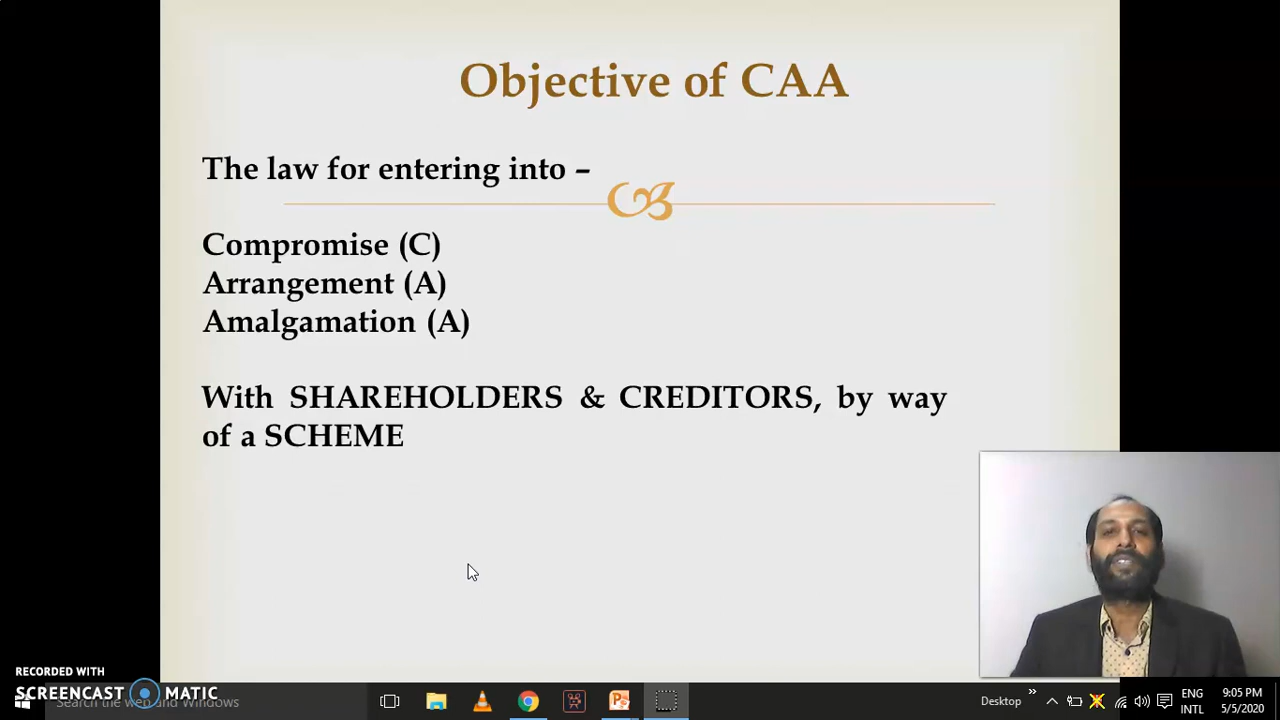 Objective of CAA
The law for entering into –
Compromise (C)
Arrangement (A)
Amalgamation (A)
With SHAREHOLDERS & CREDITORS, by way
of a SCHEME
RECORDED WITH
SCREENCAST MATIC
Search the web and Windows
Desktop
ENG
INTL
9:05 PM
5/5/2020